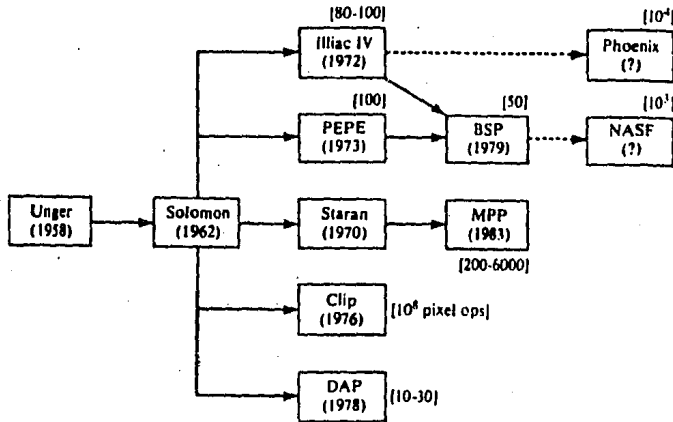 [80-100]
Illiac IV
(1972)
[10⁴]
Phoenix
(?)
[100]
PEPE
(1973)
[50]
BSP
(1979)
[10³]
NASF
(?)
Unger
(1958)
Solomon
(1962)
Staran
(1970)
MPP
(1983)
[200-6000]
Clip
(1976)
[10⁸ pixel ops]
DAP
(1978)
[10-30]